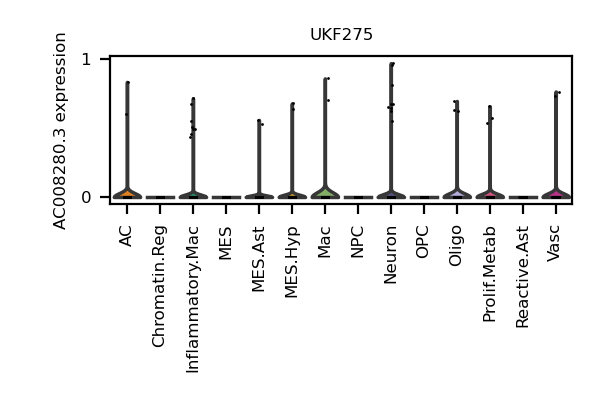 UKF275
AC008280.3 expression
1
0
AC
Chromatin.Reg
Inflammatory.Mac
MES
MES.Ast
MES.Hyp
Mac
NPC
Neuron
OPC
Oligo
Prolif.Metab
Reactive.Ast
Vasc